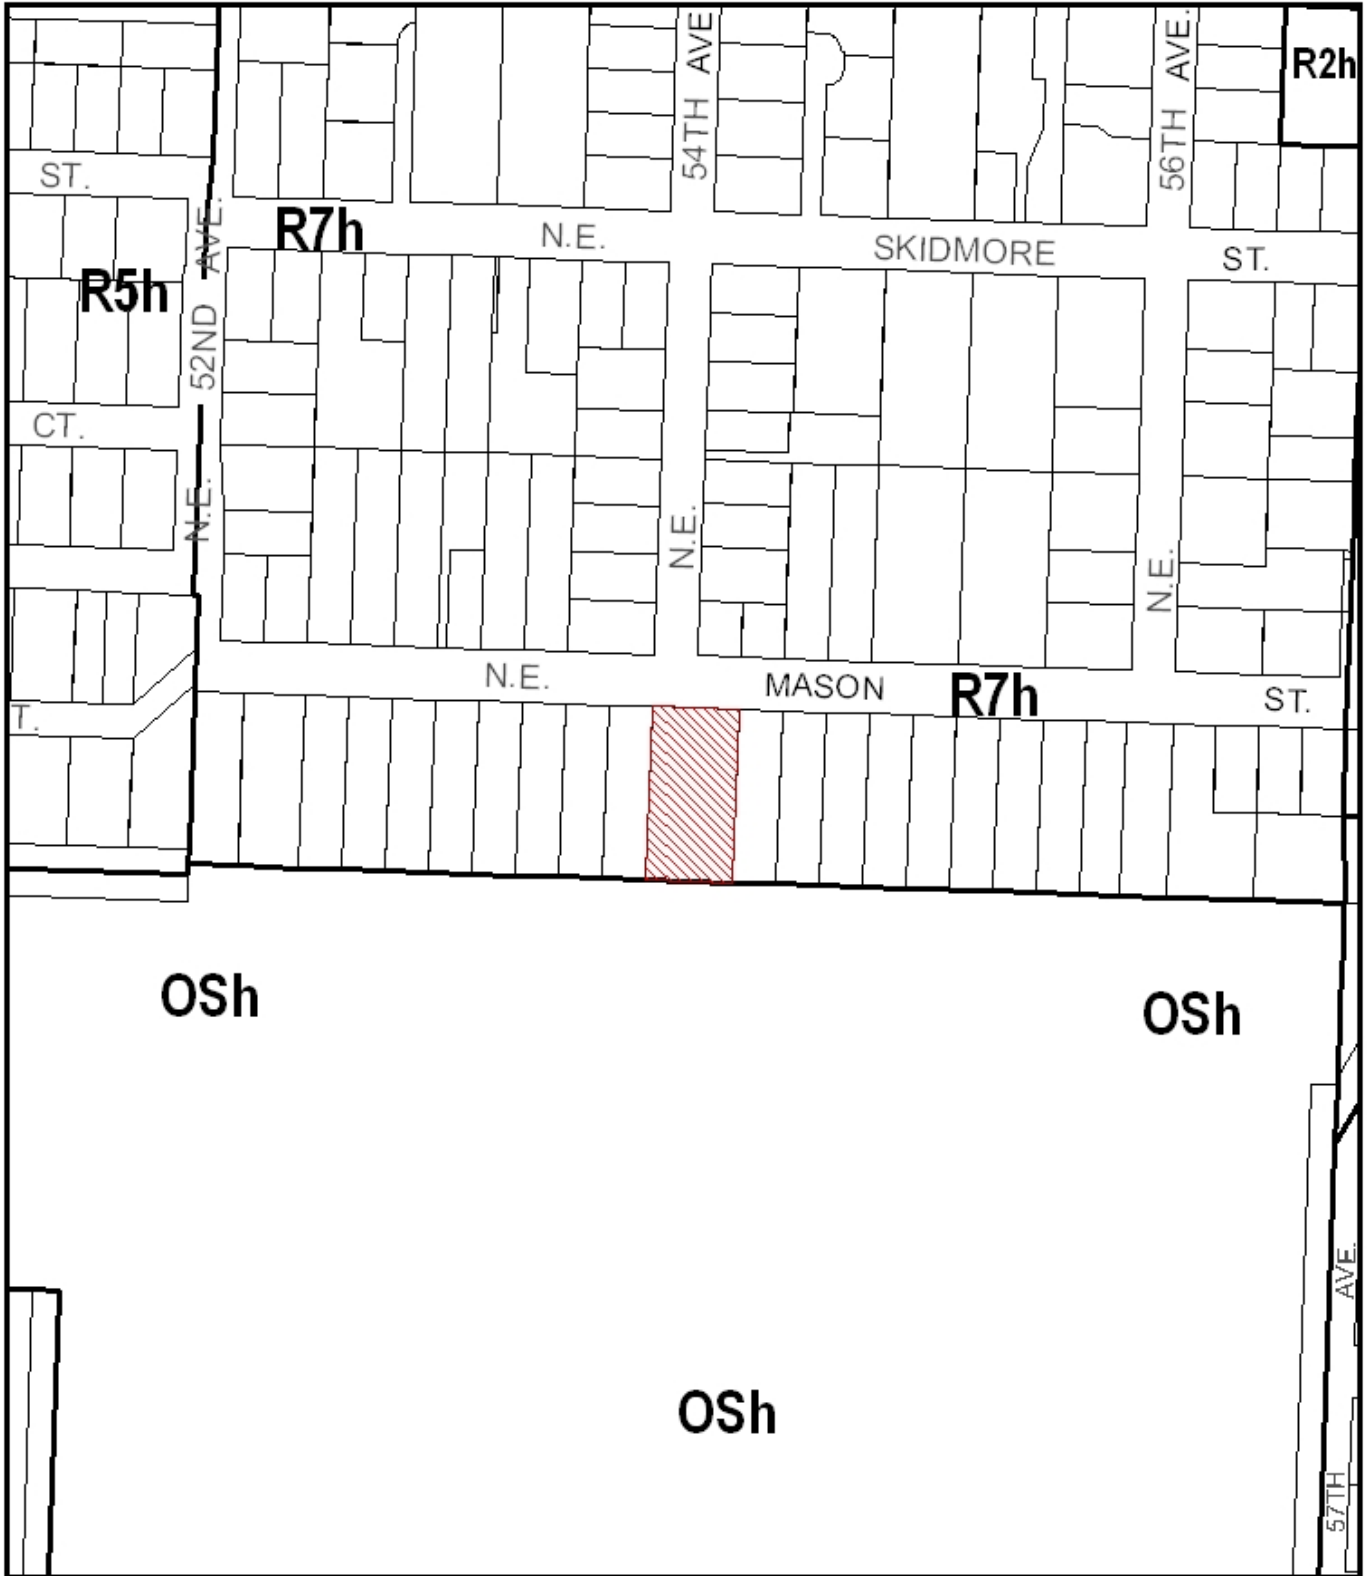 54TH AVE
56TH AVE.
R2h
ST.
R7h
N.E.
SKIDMORE
ST.
R5h
N.E. 52ND AVE.
CT.
N.E.
N.E.
N.E.
MASON
R7h
ST.
T.
OSh
OSh
OSh
57TH AVE.